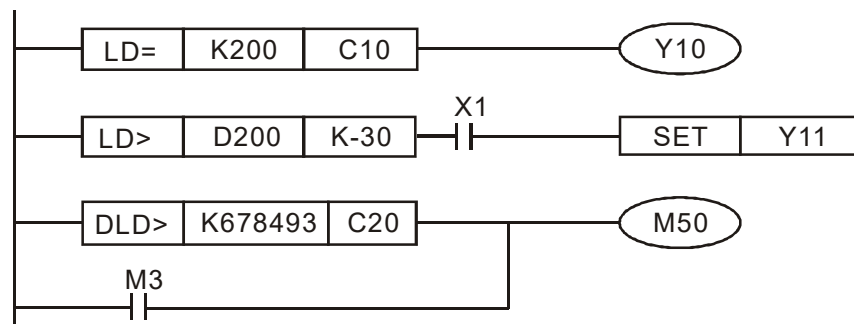 LD= K200 C10 Y10
X1
LD> D200 K-30 SET Y11
DLD> K678493 C20 M50
M3